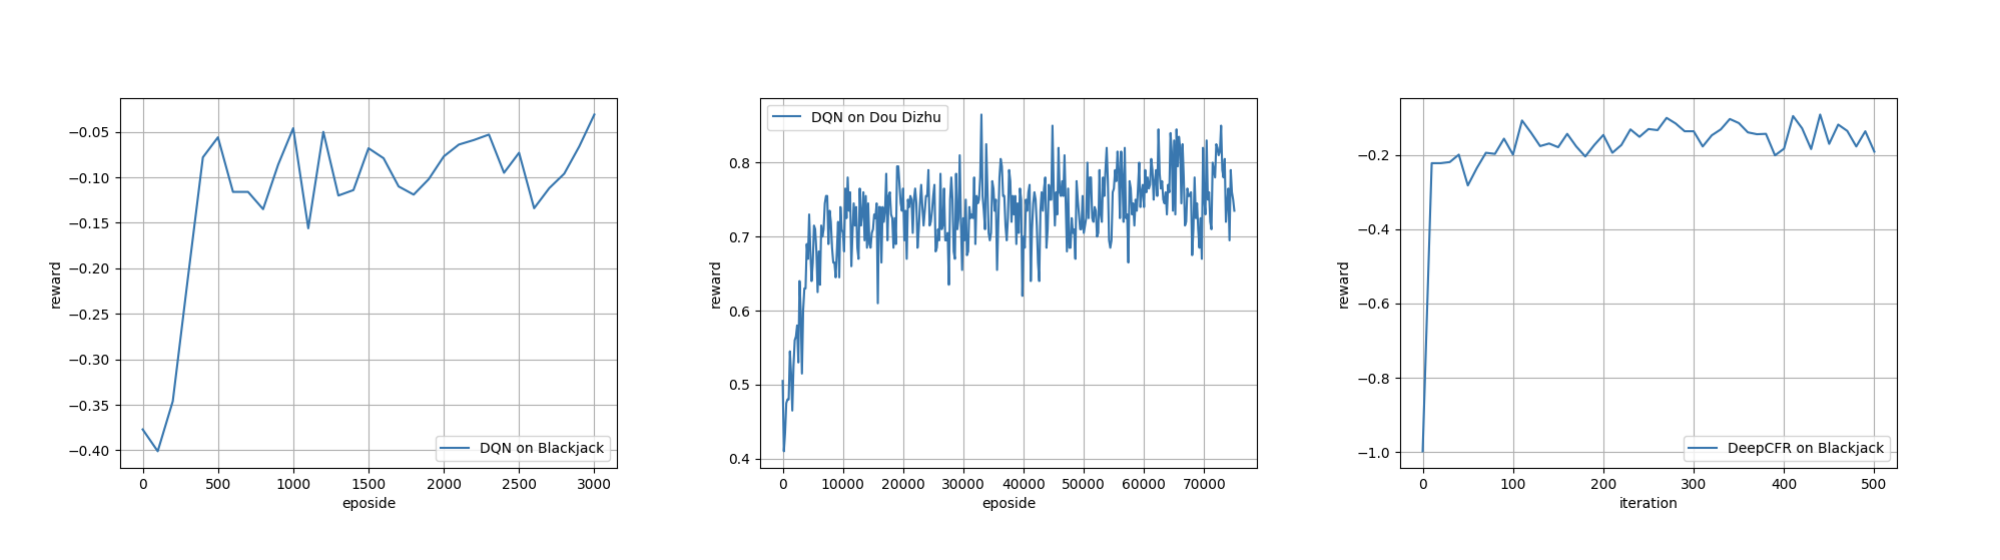 −0.05
−0.10
−0.15
−0.20
−0.25
−0.30
−0.35
−0.40
reward
DQN on Blackjack
0 500 1000 1500 2000 2500 3000
eposide
DQN on Dou Dizhu
0.8
0.7
0.6
0.5
0.4
reward
0 10000 20000 30000 40000 50000 60000 70000
eposide
−0.2
−0.4
−0.6
−0.8
−1.0
reward
DeepCFR on Blackjack
0 100 200 300 400 500
iteration